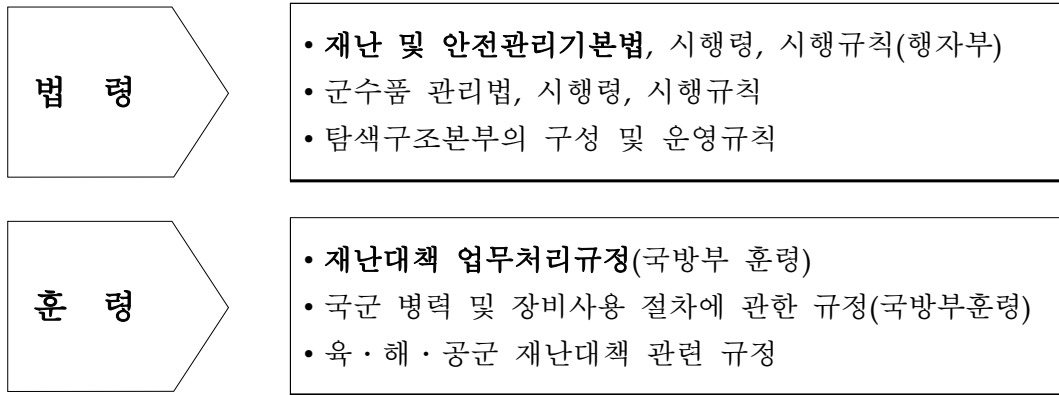 법 령
• 재난 및 안전관리기본법, 시행령, 시행규칙(행자부)
• 군수품 관리법, 시행령, 시행규칙
• 탐색구조본부의 구성 및 운영규칙
훈 령
• 재난대책 업무처리규정(국방부 훈령)
• 국군 병력 및 장비사용 절차에 관한 규정(국방부훈령)
• 육·해·공군 재난대책 관련 규정